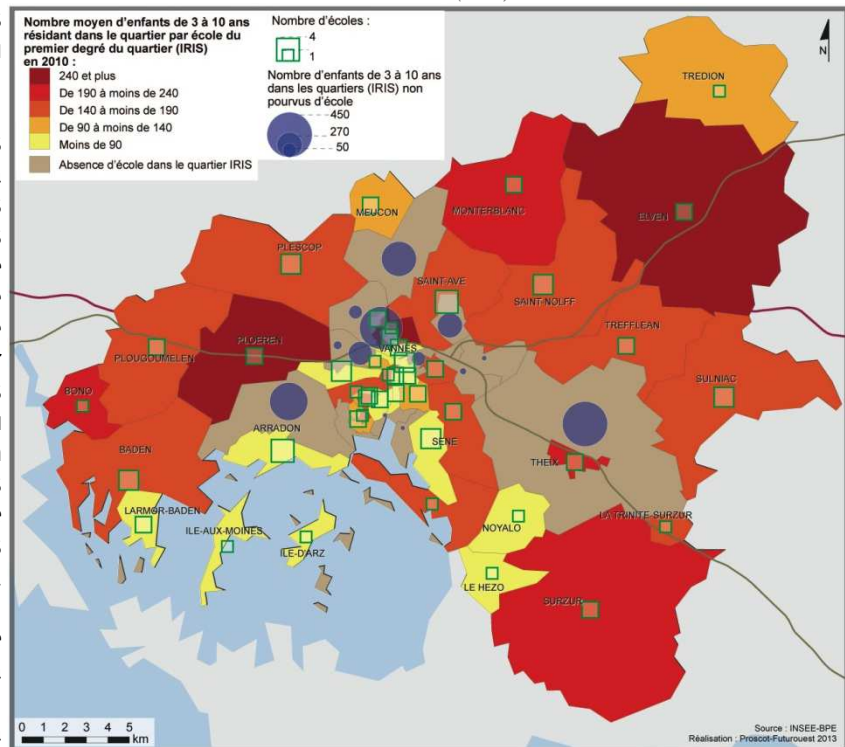 Nombre moyen d'enfants de 3 à 10 ans
résidant dans le quartier par école du
premier degré du quartier (IRIS)
en 2010 :
240 et plus
De 190 à moins de 240
De 140 à moins de 190
De 90 à moins de 140
Moins de 90
Absence d'école dans le quartier IRIS
Nombre d'écoles :
4
1
Nombre d'enfants de 3 à 10 ans
dans les quartiers (IRIS) non
pourvus d'école
450
270
50
N
TREDION
MEUCON
MONTERBLANC
ELVEN
PLESCOP
SAINT-AVE
SAINT-NOLFF
TREFFLEAN
PLOEREN
VANNES
PLOUGOUMELEN
SULNIAC
BONO
ARRADON
SENE
BADEN
THEIX
LARMOR-BADEN
ILE-AUX-MOINES
ILE-D'ARZ
NOYALO
LA TRINITE-SURZUR
LE HEZO
SURZUR
0 1 2 3 4 5
km
Source : INSEE-BPE
Réalisation : Proscot-Futurouest 2013